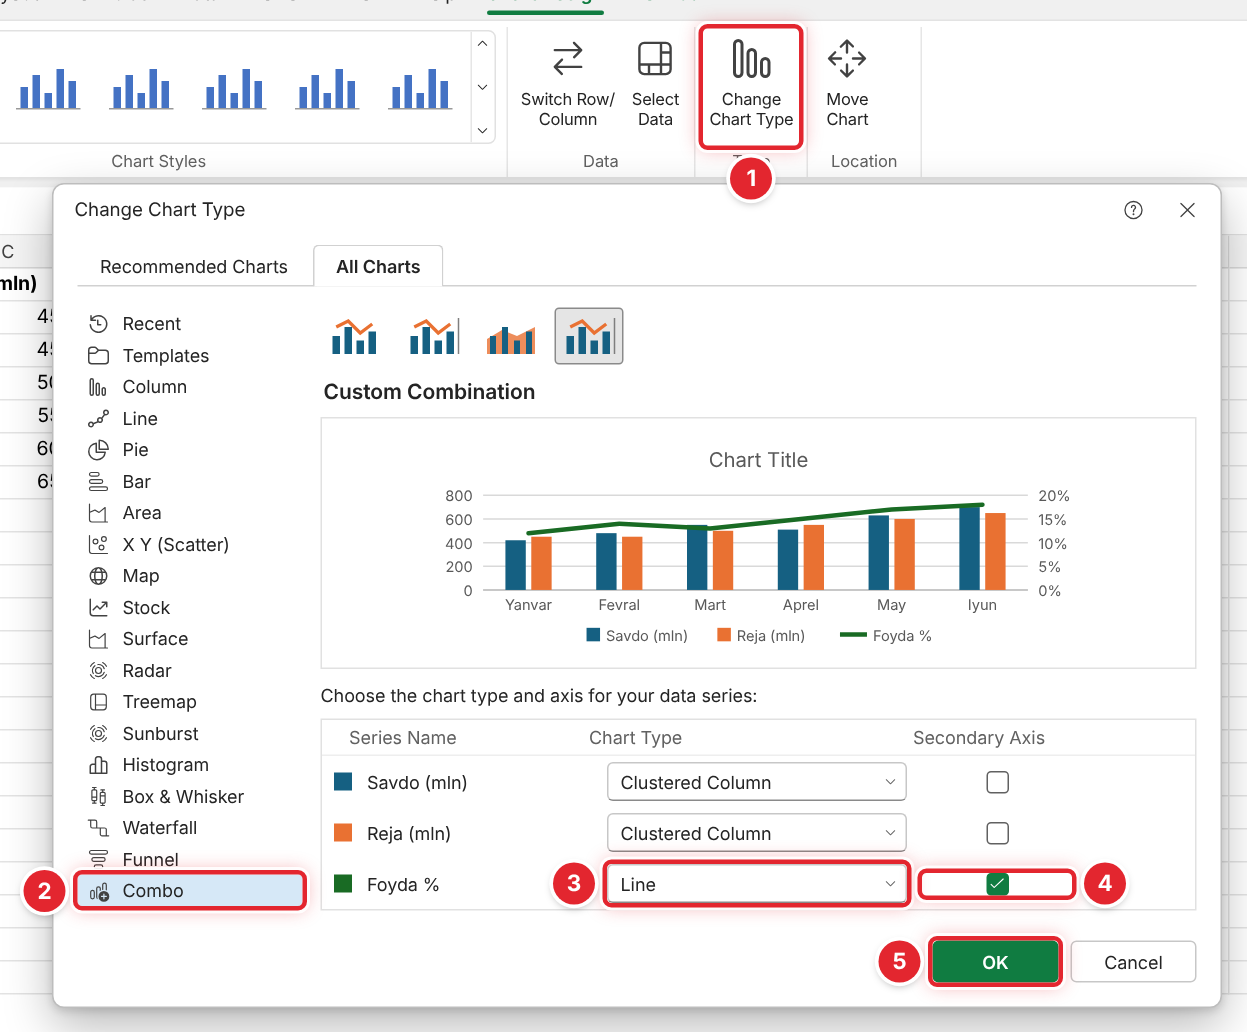 Switch Row/
Column
Select
Data
Change
Chart Type
Move
Chart
Chart Styles
Data
Location
1
Change Chart Type
C
Recommended Charts
All Charts
mln)
Recent
Templates
Column
Line
Pie
Bar
Area
X Y (Scatter)
Map
Stock
Surface
Radar
Treemap
Sunburst
Histogram
Box & Whisker
Waterfall
Funnel
2
Combo
Custom Combination
Chart Title
800
600
400
200
0
20%
15%
10%
5%
0%
Yanvar Fevral Mart Aprel May Iyun
Savdo (mln) Reja (mln) Foyda %
Choose the chart type and axis for your data series:
Series Name Chart Type Secondary Axis
Savdo (mln) Clustered Column
Reja (mln) Clustered Column
Foyda % 3 Line 4
5 OK Cancel